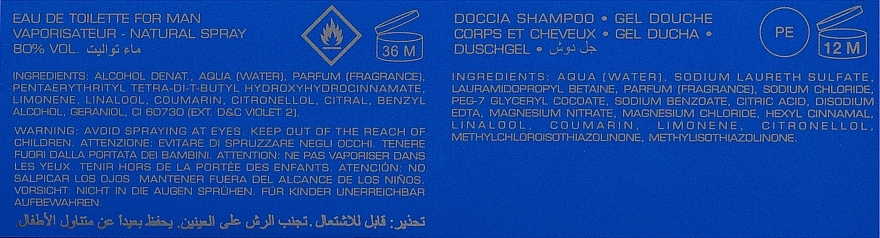 EAU DE TOILETTE FOR MAN
VAPORISATEUR - NATURAL SPRAY
80% VOL. ماء تواليت
36 M
INGREDIENTS: ALCOHOL DENAT., AQUA (WATER), PARFUM (FRAGRANCE),
PENTAERYTHRITYL TETRA-DI-T-BUTYL HYDROXYHYDROCINNAMATE,
LIMONENE, LINALOOL, COUMARIN, CITRONELLOL, CITRAL, BENZYL
ALCOHOL, GERANIOL, CI 60730 (EXT. D&C VIOLET 2).
WARNING: AVOID SPRAYING AT EYES. KEEP OUT OF THE REACH OF
CHILDREN. ATTENZIONE: EVITARE DI SPRUZZARE NEGLI OCCHI. TENERE
FUORI DALLA PORTATA DEI BAMBINI. ATTENTION: NE PAS VAPORISER DANS
LES YEUX. TENIR HORS DE LA PORTÉE DES ENFANTS. ATENCIÓN: NO
SALPICAR LOS OJOS. MANTENER FUERA DEL ALCANCE DE LOS NIÑOS.
VORSICHT: NICHT IN DIE AUGEN SPRÜHEN. FÜR KINDER UNERREICHBAR
AUFBEWAHREN.
تحذير: قابل للاشتعال. تجنب الرش على العينين. يحفظ بعيداً عن متناول الأطفال.
DOCCIA SHAMPOO • GEL DOUCHE
CORPS ET CHEVEUX • GEL DUCHA •
DUSCHGEL • جل دوش
PE
12 M
INGREDIENTS: AQUA (WATER), SODIUM LAURETH SULFATE,
LAURAMIDOPROPYL BETAINE, PARFUM (FRAGRANCE), SODIUM CHLORIDE,
PEG-7 GLYCERYL COCOATE, SODIUM BENZOATE, CITRIC ACID, DISODIUM
EDTA, MAGNESIUM NITRATE, MAGNESIUM CHLORIDE, HEXYL CINNAMAL,
LINALOOL, COUMARIN, LIMONENE, CITRONELLOL,
METHYLCHLOROISOTHIAZOLINONE, METHYLISOTHIAZOLINONE.